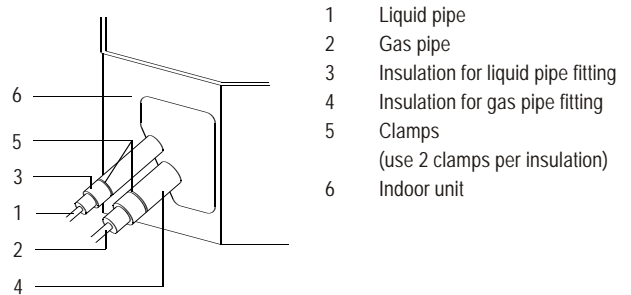 6
5
3
1
2
4
1 Liquid pipe
2 Gas pipe
3 Insulation for liquid pipe fitting
4 Insulation for gas pipe fitting
5 Clamps
(use 2 clamps per insulation)
6 Indoor unit